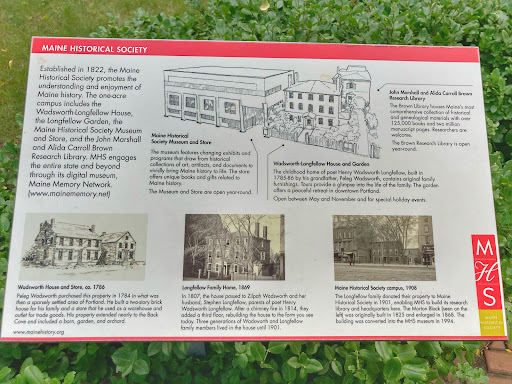 MAINE HISTORICAL SOCIETY
Established in 1822, the Maine
Historical Society promotes the
understanding and enjoyment of
Maine history. The one-acre
campus includes the
Wadsworth-Longfellow House,
the Longfellow Garden, the
Maine Historical Society Museum
and Store, and the John Marshall
and Alida Carroll Brown
Research Library. MHS engages
the entire state and beyond
through its digital museum,
Maine Memory Network.
(www.mainememory.net)
John Marshall and Alida Carroll Brown
Research Library
The Brown Library houses Maine's most
comprehensive collection of historical
and genealogical materials with over
125,000 books and two million
manuscript pages. Researchers are
welcome.
The Brown Library is open
year-round.
Maine Historical
Society Museum and Store
The museum features changing exhibits and
programs that draw from historical
collections of art, artifacts, and documents to
vividly bring Maine history to life. The store
offers unique books and gifts related to
Maine history.
The Museum and Store are open year-round.
Wadsworth-Longfellow House and Garden
The childhood home of poet Henry Wadsworth Longfellow, built in
1785-86 by his grandfather, Peleg Wadsworth, contains original family
furnishings. Tours provide a glimpse into the life of the family. The garden
offers a peaceful retreat in downtown Portland.
Open between May and November and for special holiday events.
Wadsworth House and Store, ca. 1786
Peleg Wadsworth purchased this property in 1784 in what was
then a sparsely settled area of Portland. He built a two-story brick
house for his family and a store that he used as a warehouse and
outlet for trade goods. His property extended nearly to the Back
Cove and included a barn, garden, and orchard.
www.mainehistory.org
Longfellow Family Home, 1869
In 1807, the house passed to Zilpah Wadsworth and her
husband, Stephen Longfellow, parents of poet Henry
Wadsworth Longfellow. After a chimney fire in 1814, they
added a third floor, rebuilding the house to the form you see
today. Three generations of Wadsworth and Longfellow
family members lived in the house until 1901.
Maine Historical Society campus, 1908
The Longfellow family donated their property to Maine
Historical Society in 1901, enabling MHS to build its research
library and headquarters here. The Morton Block (seen on the
left) was originally built in 1825 and enlarged in 1868. The
building was converted into the MHS museum in 1994.
M
H
S
MAINE
HISTORICAL
SOCIETY